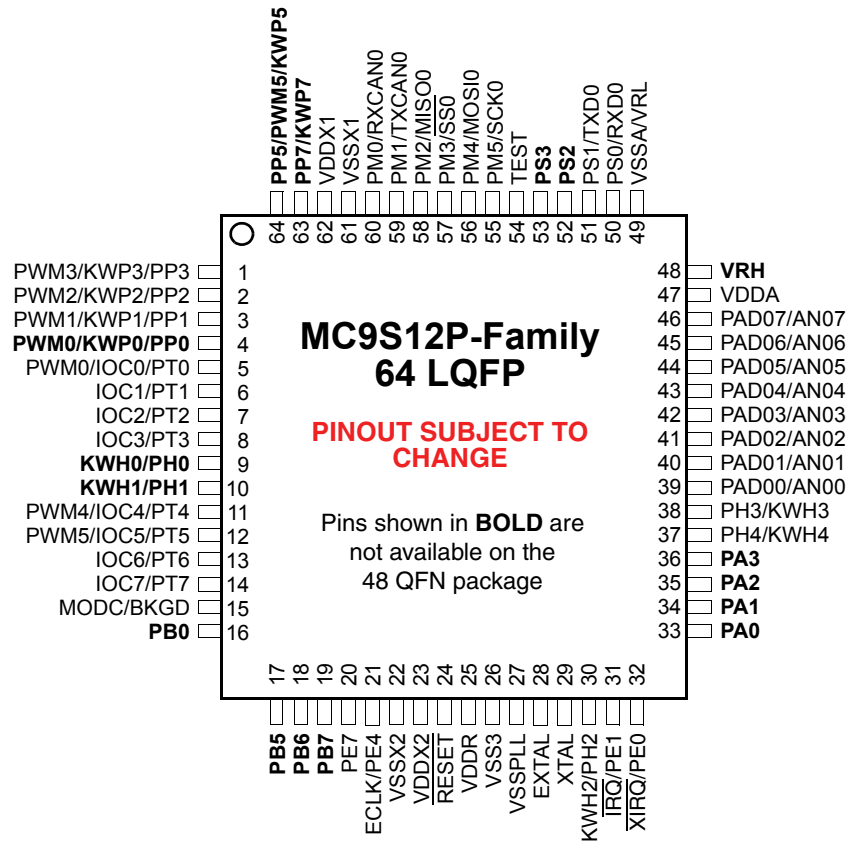 PP5/PWM5/KWP5
PP7/KWP7
VDDX1
VSSX1
PM0/RXCAN0
PM1/TXCAN0
PM2/MISO0
PM3/SS0
PM4/MOSI0
PM5/SCK0
TEST
PS3
PS2
PS1/TXD0
PS0/RXD0
VSSA/VRL
64
63
62
61
60
59
58
57
56
55
54
53
52
51
50
49
PWM3/KWP3/PP3 1
PWM2/KWP2/PP2 2
PWM1/KWP1/PP1 3
PWM0/KWP0/PP0 4
PWM0/IOC0/PT0 5
IOC1/PT1 6
IOC2/PT2 7
IOC3/PT3 8
KWH0/PH0 9
KWH1/PH1 10
PWM4/IOC4/PT4 11
PWM5/IOC5/PT5 12
IOC6/PT6 13
IOC7/PT7 14
MODC/BKGD 15
PB0 16
MC9S12P-Family
64 LQFP
PINOUT SUBJECT TO
CHANGE
Pins shown in BOLD are
not available on the
48 QFN package
48 VRH
47 VDDA
46 PAD07/AN07
45 PAD06/AN06
44 PAD05/AN05
43 PAD04/AN04
42 PAD03/AN03
41 PAD02/AN02
40 PAD01/AN01
39 PAD00/AN00
38 PH3/KWH3
37 PH4/KWH4
36 PA3
35 PA2
34 PA1
33 PA0
17
18
19
20
21
22
23
24
25
26
27
28
29
30
31
32
PB5
PB6
PB7
PE7
ECLK/PE4
VSSX2
VDDX2
RESET
VDDR
VSS3
VSSPLL
EXTAL
XTAL
KWH2/PH2
IRQ/PE1
XIRQ/PE0